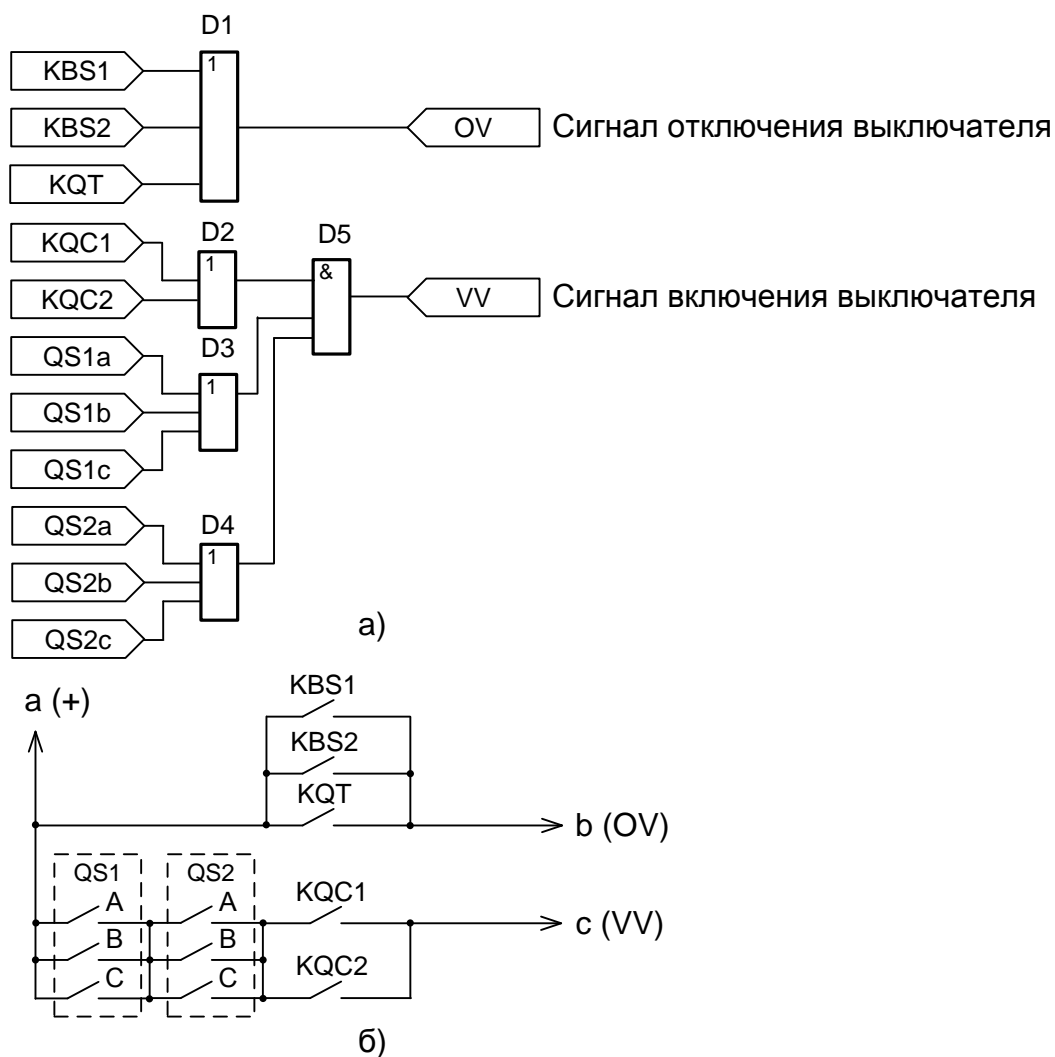 D1
KBS1
1
KBS2
OV
Сигнал отключения выключателя
KQT
KQC1
D2
D5
1
&
KQC2
VV
Сигнал включения выключателя
QS1a
D3
1
QS1b
QS1c
QS2a
D4
1
QS2b
QS2c
а)
a (+)
KBS1
KBS2
KQT
b (OV)
QS1
QS2
KQC1
A
A
c (VV)
B
B
KQC2
C
C
б)